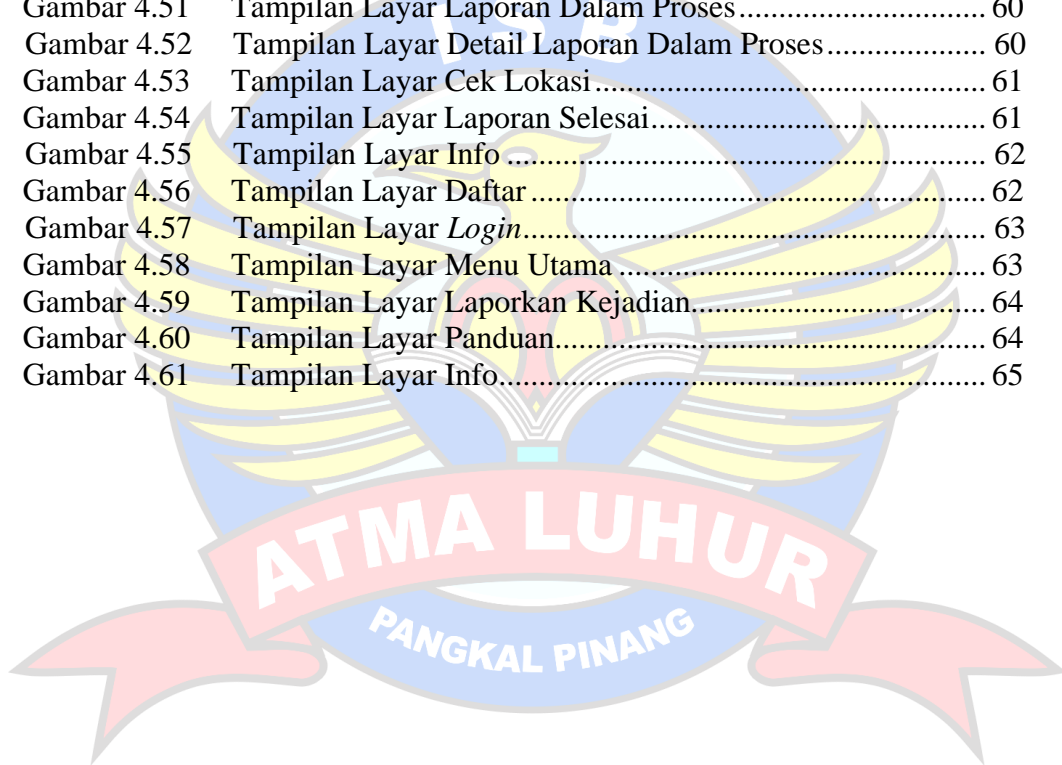 Gambar 4.51 Tampilan Layar Laporan Dalam Proses............................... 60
ISB
Gambar 4.52 Tampilan Layar Detail Laporan Dalam Proses.................... 60
Gambar 4.53 Tampilan Layar Cek Lokasi................................................. 61
Gambar 4.54 Tampilan Layar Laporan Selesai.......................................... 61
Gambar 4.55 Tampilan Layar Info ............................................................ 62
Gambar 4.56 Tampilan Layar Daftar ......................................................... 62
Gambar 4.57 Tampilan Layar Login.......................................................... 63
Gambar 4.58 Tampilan Layar Menu Utama .............................................. 63
Gambar 4.59 Tampilan Layar Laporkan Kejadian..................................... 64
Gambar 4.60 Tampilan Layar Panduan...................................................... 64
Gambar 4.61 Tampilan Layar Info............................................................. 65
ATMA LUHUR
PANGKAL PINANG